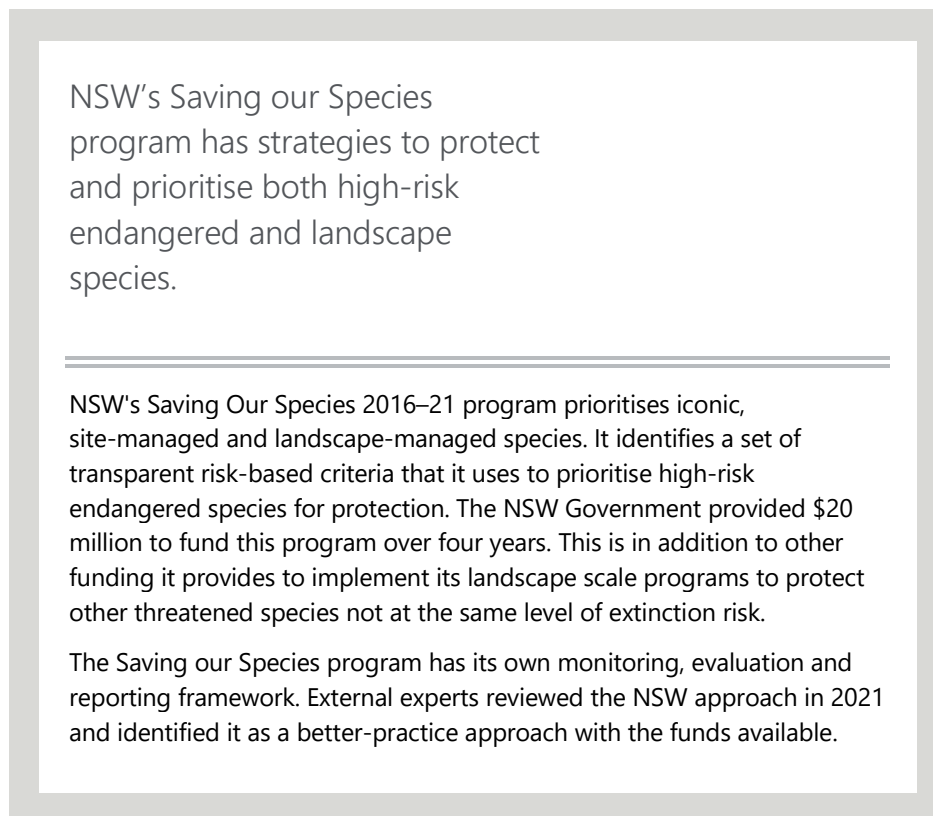 NSW’s Saving our Species
program has strategies to protect
and prioritise both high-risk
endangered and landscape
species.
NSW's Saving Our Species 2016–21 program prioritises iconic,
site-managed and landscape-managed species. It identifies a set of
transparent risk-based criteria that it uses to prioritise high-risk
endangered species for protection. The NSW Government provided $20
million to fund this program over four years. This is in addition to other
funding it provides to implement its landscape scale programs to protect
other threatened species not at the same level of extinction risk.
The Saving our Species program has its own monitoring, evaluation and
reporting framework. External experts reviewed the NSW approach in 2021
and identified it as a better-practice approach with the funds available.